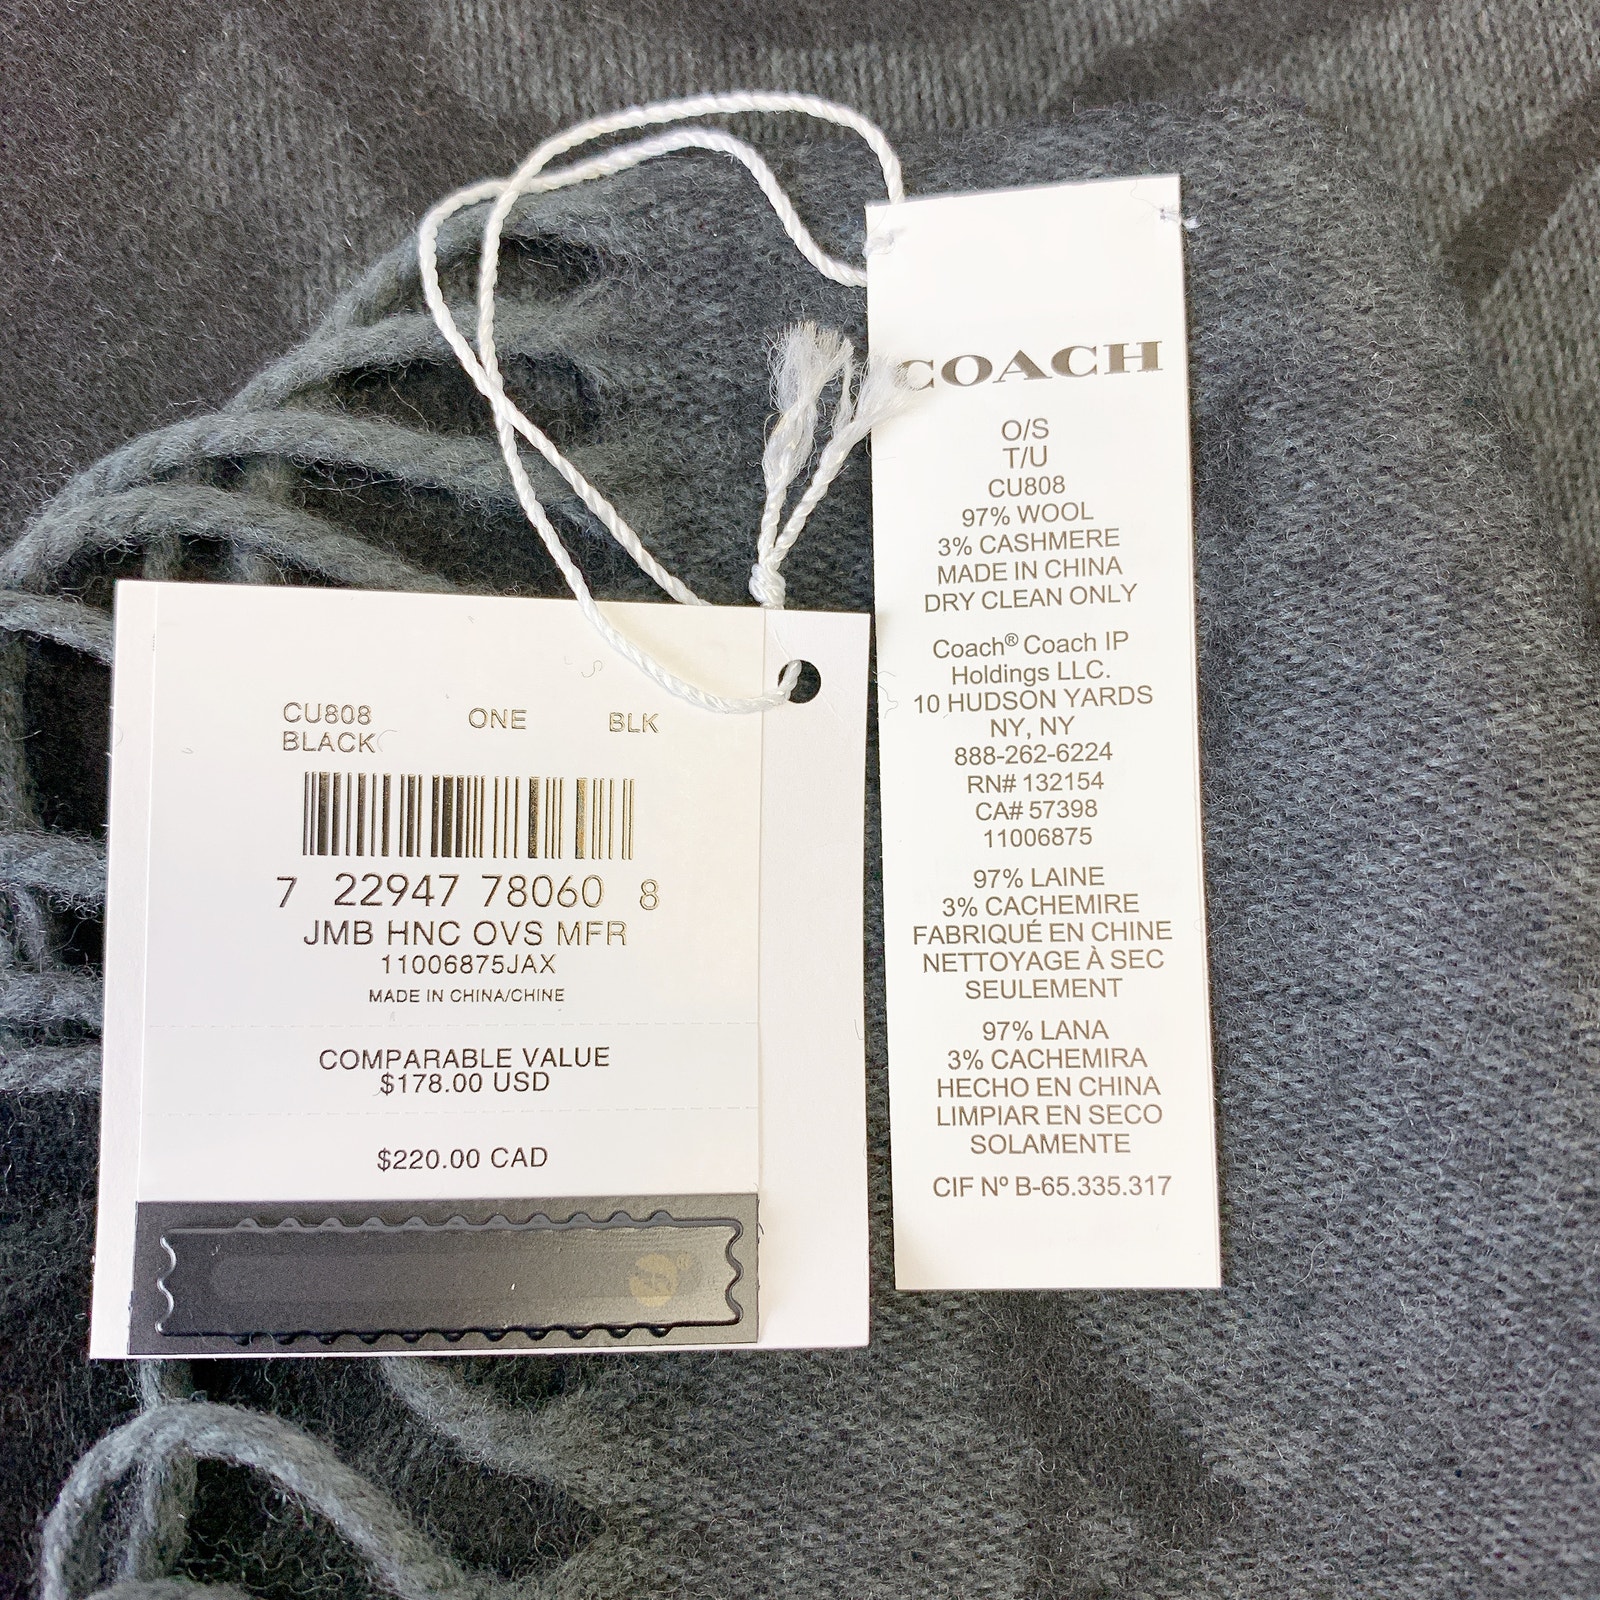 CU808 ONE BLK
BLACK
7 22947 78060 8
JMB HNC OVS MFR
11006875JAX
MADE IN CHINA/CHINE
COMPARABLE VALUE
$178.00 USD
$220.00 CAD
COACH
O/S
T/U
CU808
97% WOOL
3% CASHMERE
MADE IN CHINA
DRY CLEAN ONLY
Coach® Coach IP
Holdings LLC.
10 HUDSON YARDS
NY, NY
888-262-6224
RN# 132154
CA# 57398
11006875
97% LAINE
3% CACHEMIRE
FABRIQUÉ EN CHINE
NETTOYAGE À SEC
SEULEMENT
97% LANA
3% CACHEMIRA
HECHO EN CHINA
LIMPIAR EN SECO
SOLAMENTE
CIF Nº B-65.335.317